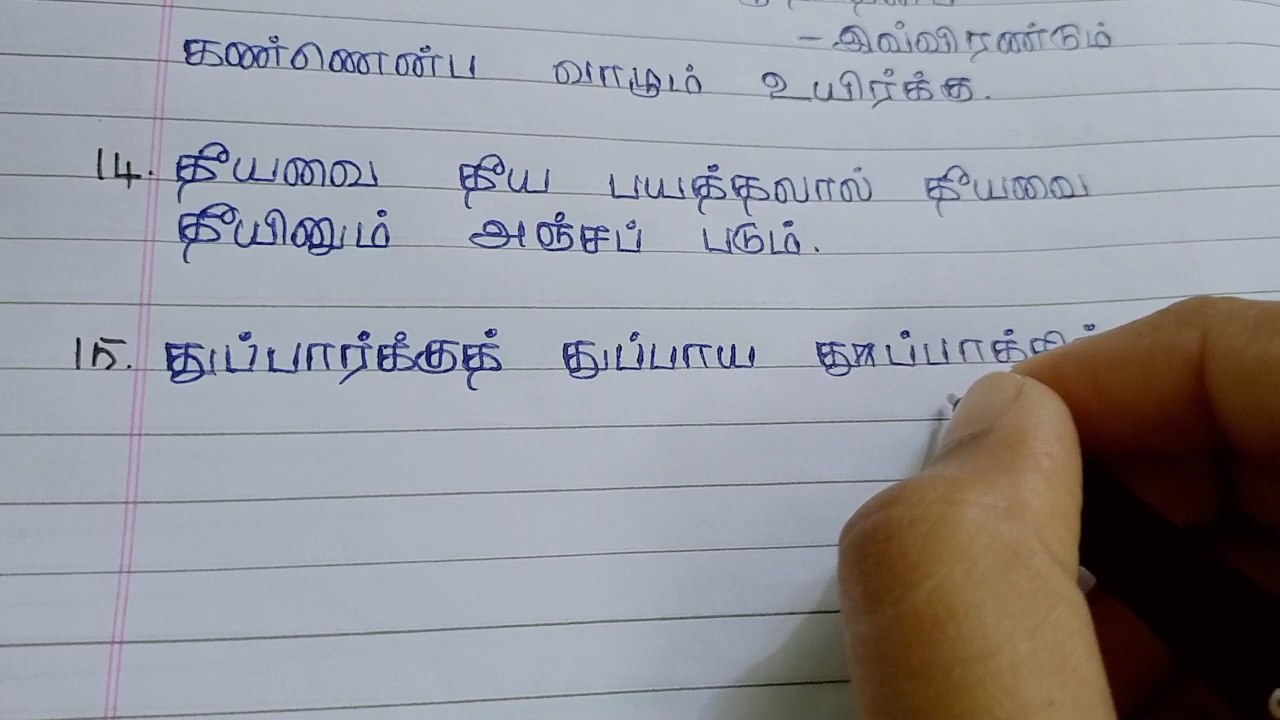 - இவ்விரண்டும்
கண்ணென்ப வாழும் உயிர்க்கு.
14. தீயவை தீய பயத்தலால் தீயவை
தீயினும் அஞ்சப் படும்.
15. துப்பார்க்குத் துப்பாய